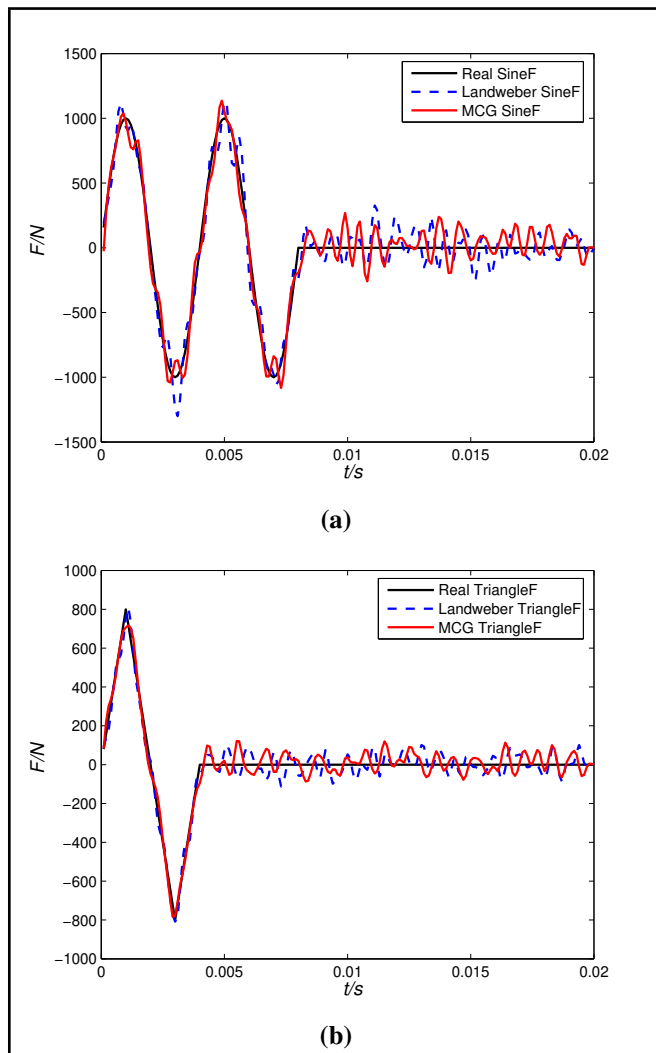 1500
1000
500
0
−500
−1000
−1500
F/N
Real SineF
Landweber SineF
MCG SineF
0
0.005
0.01
0.015
0.02
t/s
(a)
1000
800
600
400
200
0
−200
−400
−600
−800
−1000
F/N
Real TriangleF
Landweber TriangleF
MCG TriangleF
0
0.005
0.01
0.015
0.02
t/s
(b)